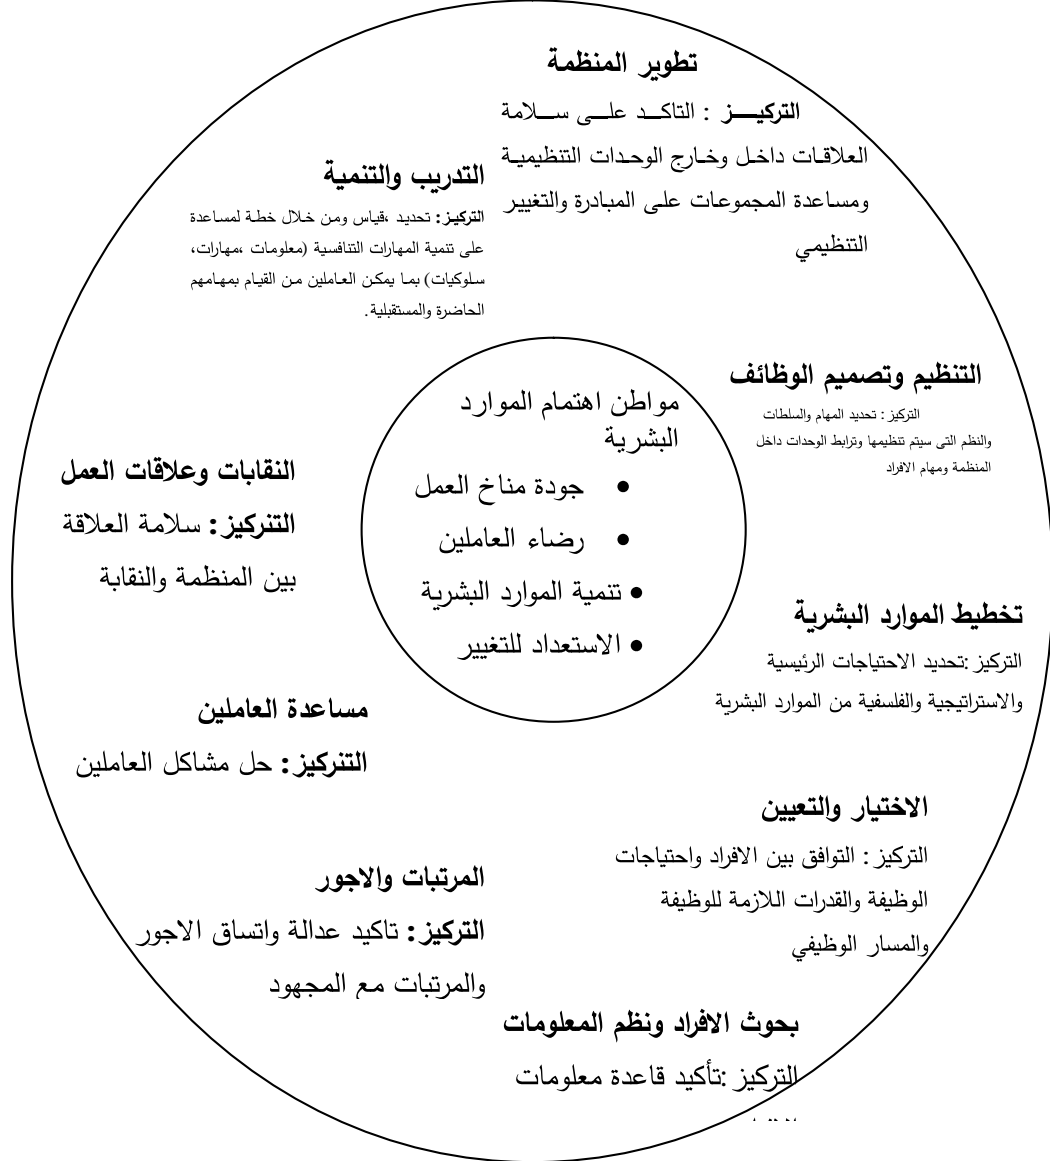 تطوير المنظمة
التركيـــز : التاكـد علـى سـلامة
العلاقات داخل وخارج الوحدات التنظيمية
ومساعدة المجموعات على المبادرة والتغيير
التنظيمي
التدريب والتنمية
التركيز: تحديد ،قياس ومن خلال خطة لمساعدة
على تنمية المهارات التنافسية (معلومات ،مهارات،
سلوكيات) بما يمكن العاملين من القيام بمهامهم
الحاضرة والمستقبلية.
التنظيم وتصميم الوظائف
التركيز: تحديد المهام والسلطات
والنظم التى سيتم تنظيمها وترابط الوحدات داخل
المنظمة ومهام الافراد
مواطن اهتمام الموارد
البشرية
• جودة مناخ العمل
• رضاء العاملين
• تنمية الموارد البشرية
• الاستعداد للتغيير
النقابات وعلاقات العمل
التنركيز: سلامة العلاقة
بين المنظمة والنقابة
تخطيط الموارد البشرية
التركيز :تحديد الاحتياجات الرئيسية
والاستراتيجية والفلسفية من الموارد البشرية
مساعدة العاملين
التنركيز: حل مشاكل العاملين
الاختيار والتعيين
التركيز: التوافق بين الافراد واحتياجات
الوظيفة والقدرات اللازمة للوظيفة
والمسار الوظيفي
المرتبات والاجور
التركيز: تاكيد عدالة واتساق الاجور
والمرتبات مع المجهود
بحوث الافراد ونظم المعلومات
التركيز :تأكيد قاعدة معلومات